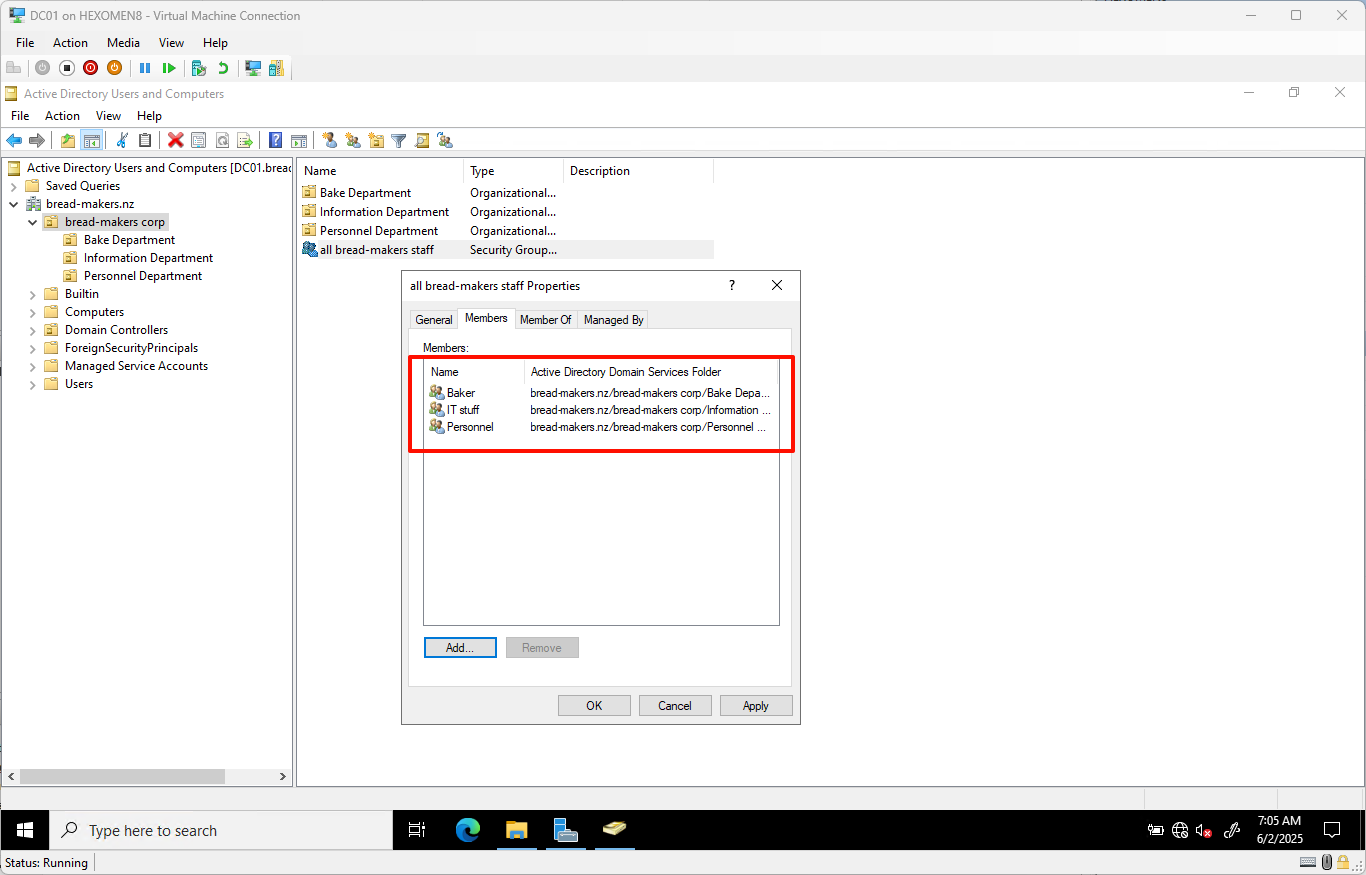 DC01 on HEXOMEN8 - Virtual Machine Connection
File Action Media View Help
Active Directory Users and Computers
File Action View Help
Active Directory Users and Computers [DC01.breac
Saved Queries
bread-makers.nz
bread-makers corp
Bake Department
Information Department
Personnel Department
Builtin
Computers
Domain Controllers
ForeignSecurityPrincipals
Managed Service Accounts
Users
Name Type Description
Bake Department Organizational...
Information Department Organizational...
Personnel Department Organizational...
all bread-makers staff Security Group...
all bread-makers staff Properties
?
General Members Member Of Managed By
Members:
Name Active Directory Domain Services Folder
Baker bread-makers.nz/bread-makers corp/Bake Depa...
IT stuff bread-makers.nz/bread-makers corp/Information ...
Personnel bread-makers.nz/bread-makers corp/Personnel ...
Add... Remove
OK Cancel Apply
Type here to search
7:05 AM
6/2/2025
Status: Running